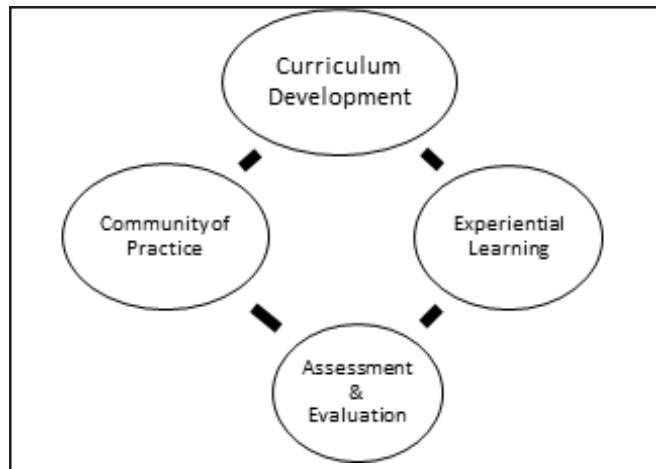 Curriculum
Development
Community of
Practice
Experiential
Learning
Assessment
&
Evaluation